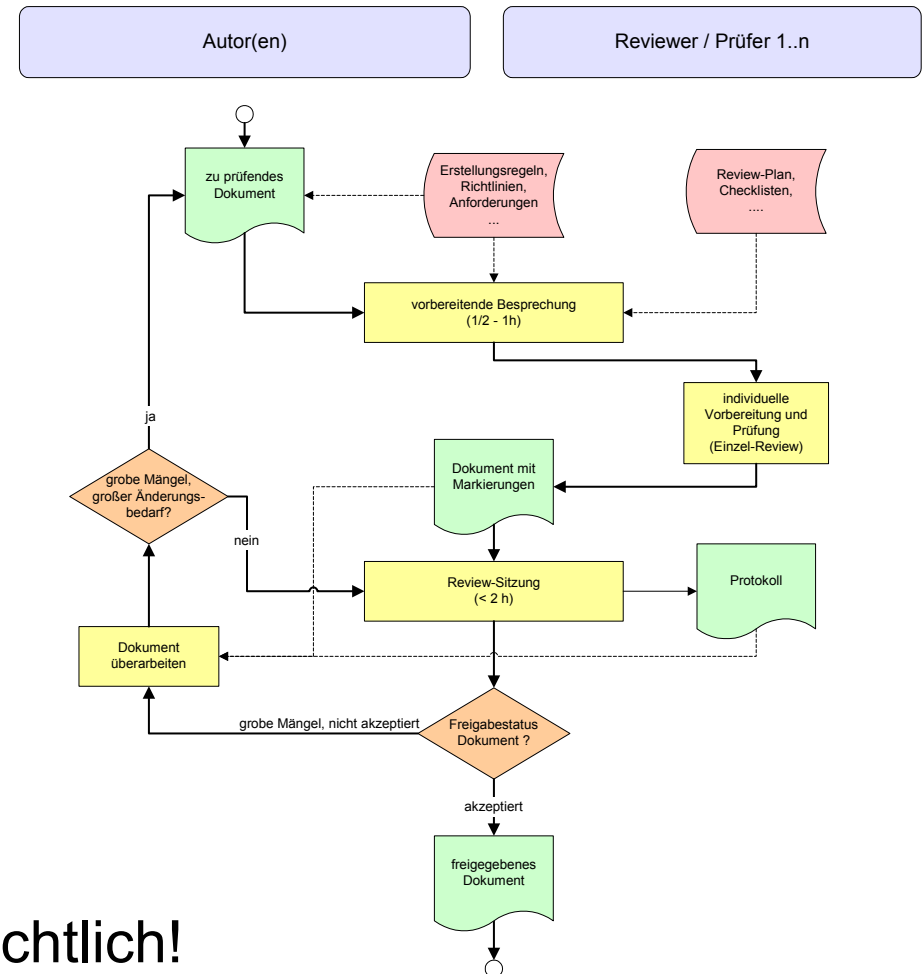 Autor(en)
Reviewer / Prüfer 1..n
zu prüfendes
Dokument
Erstellungsregeln,
Richtlinien,
Anforderungen
...
Review-Plan,
Checklisten,
....
vorbereitende Besprechung
(1/2 - 1h)
individuelle
Vorbereitung und
Prüfung
(Einzel-Review)
ja
grobe Mängel,
großer Änderungs-
bedarf?
nein
Dokument mit
Markierungen
Review-Sitzung
(< 2 h)
Protokoll
Dokument
überarbeiten
grobe Mängel, nicht akzeptiert
Freigabestatus
Dokument ?
akzeptiert
freigegebenes
Dokument
chtlich!